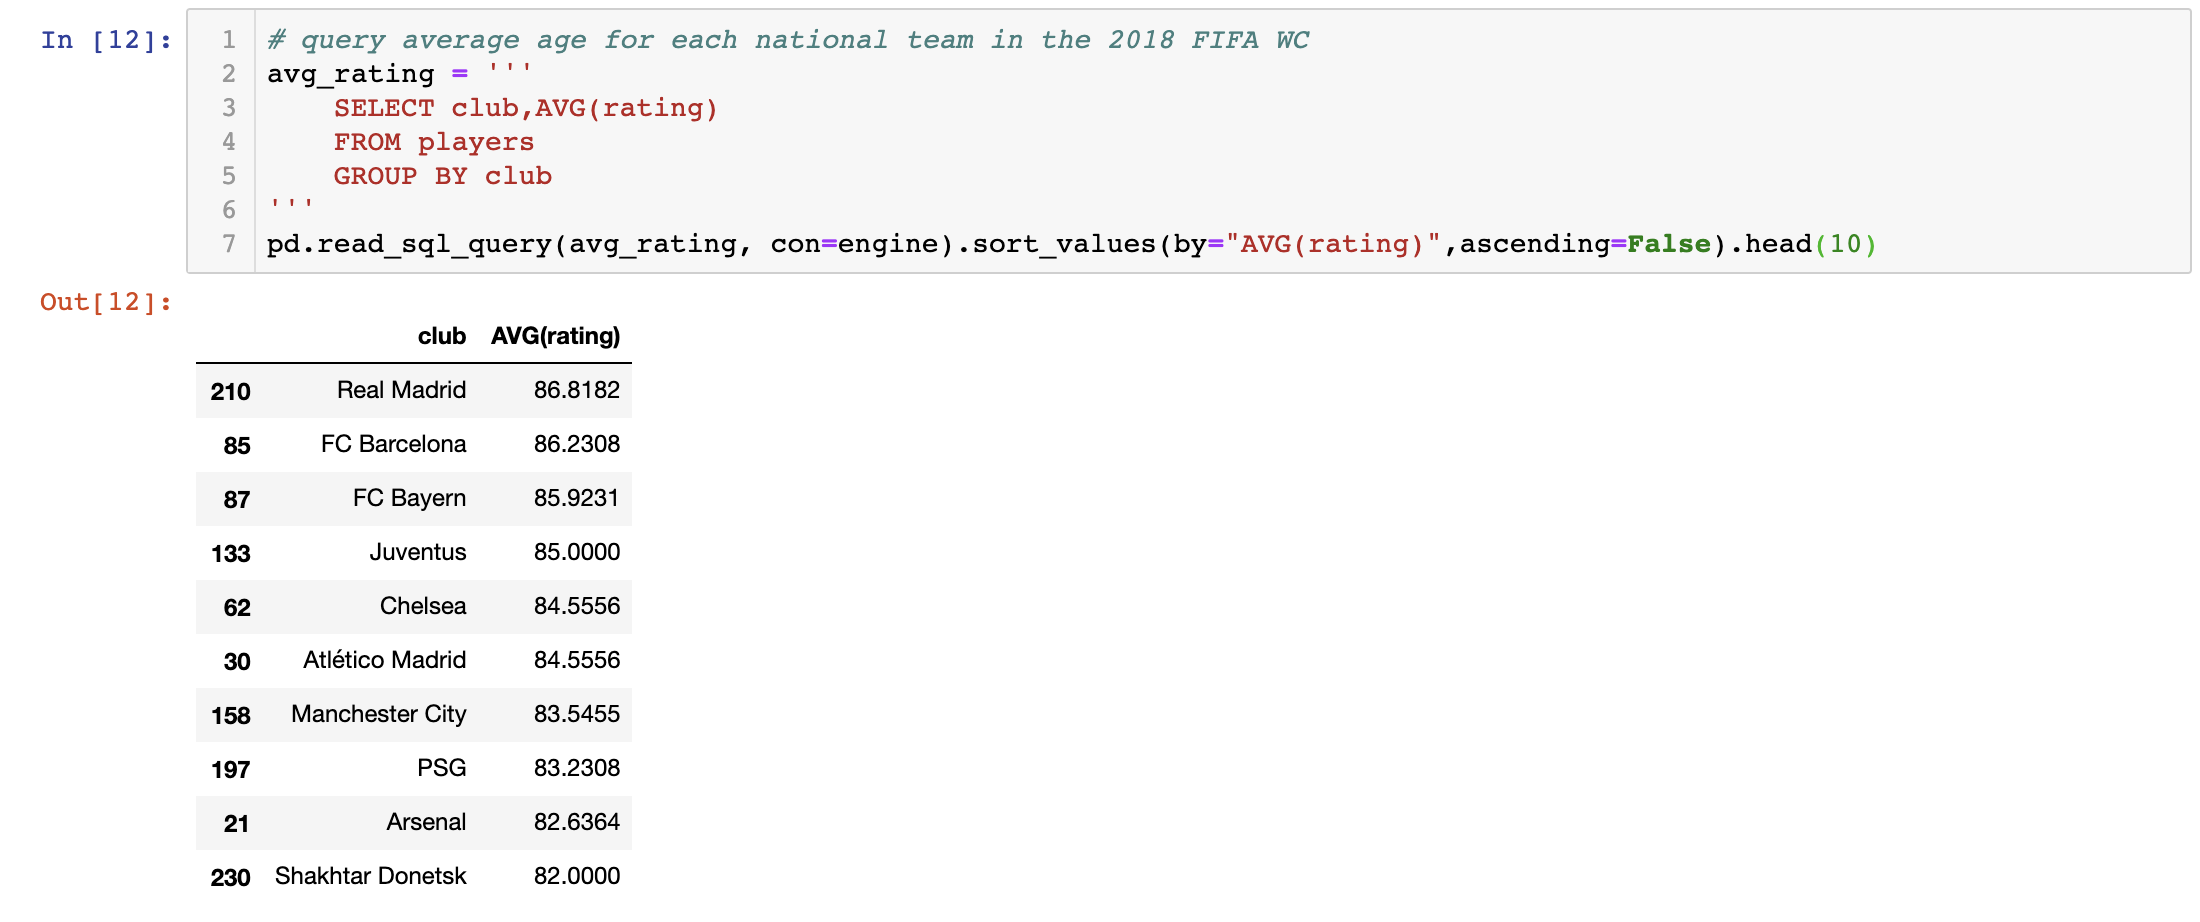 In [12]:
1 # query average age for each national team in the 2018 FIFA WC
2 avg_rating = '''
3     SELECT club,AVG(rating)
4     FROM players
5     GROUP BY club
6 '''
7 pd.read_sql_query(avg_rating, con=engine).sort_values(by="AVG(rating)",ascending=False).head(10)
Out[12]:
club AVG(rating)
210 Real Madrid 86.8182
85 FC Barcelona 86.2308
87 FC Bayern 85.9231
133 Juventus 85.0000
62 Chelsea 84.5556
30 Atlético Madrid 84.5556
158 Manchester City 83.5455
197 PSG 83.2308
21 Arsenal 82.6364
230 Shakhtar Donetsk 82.0000